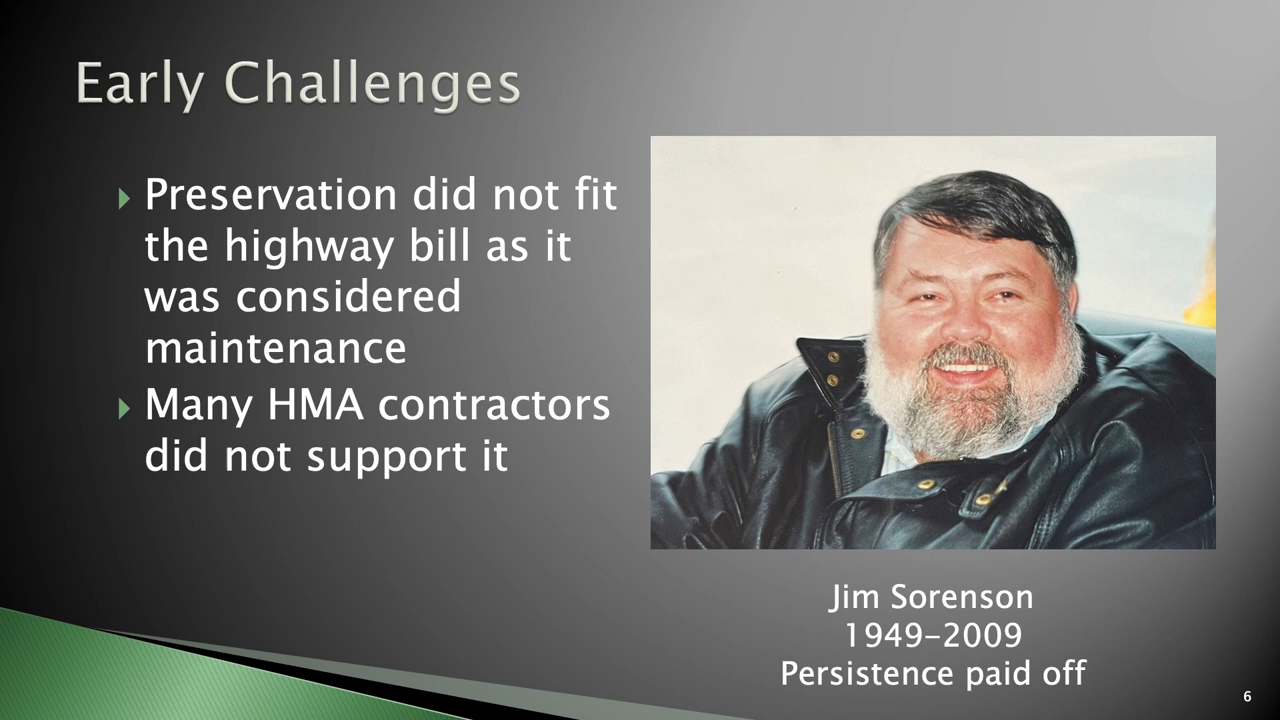 Early Challenges
Preservation did not fit
the highway bill as it
was considered
maintenance
Many HMA contractors
did not support it
Jim Sorenson
1949-2009
Persistence paid off
6